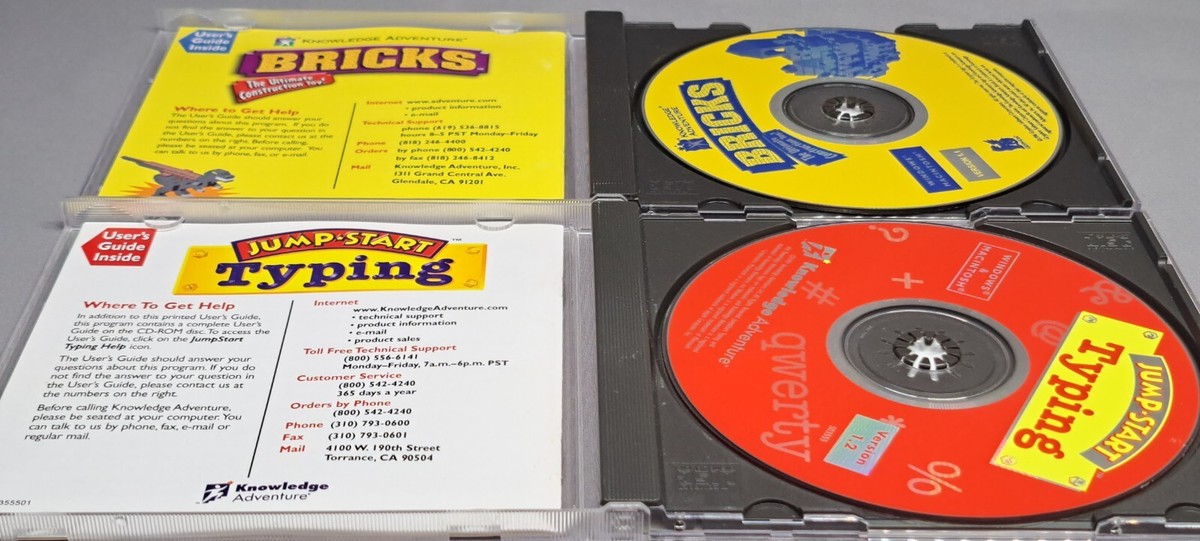 User's
Guide
Inside
KNOWLEDGE ADVENTURE®
BRICKS
The Ultimate
Construction Toy!
Where to Get Help
The User's Guide should answer your
questions about this program. If you do
not find the answer to your question in
the User's Guide, please contact us at the
numbers on the right. Before calling,
please be seated at your computer. You
can talk to us by phone, fax, or e-mail.
Internet www.adventure.com
• product information
• e-mail
Technical Support
phone (619) 536-8815
hours 8-5 PST Monday-Friday
Phone (818) 246-4400
Orders by phone (800) 542-4240
by fax (818) 246-8412
Mail Knowledge Adventure, Inc.
1311 Grand Central Ave.
Glendale, CA 91201
KNOWLEDGE
ADVENTURE
BRICKS
The Ultimate
Construction Toy!
WINDOWS
MACINTOSH
VERSION 4.1
User's
Guide
Inside
JUMP•START™
Typing
Where To Get Help
In addition to this printed User's Guide,
this program contains a complete User's
Guide on the CD-ROM disc. To access the
User's Guide, click on the JumpStart
Typing Help icon.
The User's Guide should answer your
questions about this program. If you do
not find the answer to your question in
the User's Guide, please contact us at
the numbers on the right.
Before calling Knowledge Adventure,
please be seated at your computer. You
can talk to us by phone, fax, e-mail or
regular mail.
Internet
www.KnowledgeAdventure.com
• technical support
• product information
• e-mail
• product sales
Toll Free Technical Support
(800) 556-6141
Monday-Friday, 7a.m.-6p.m. PST
Customer Service
(800) 542-4240
365 days a year
Orders by Phone
(800) 542-4240
Phone (310) 793-0600
Fax (310) 793-0601
Mail 4100 W. 190th Street
Torrance, CA 90504
355501
Knowledge
Adventure®
Knowledge Adventure®
WINDOWS®
&
MACINTOSH®
? + # & @ * %
qwerty
JUMP•START
Typing
Version
1.2